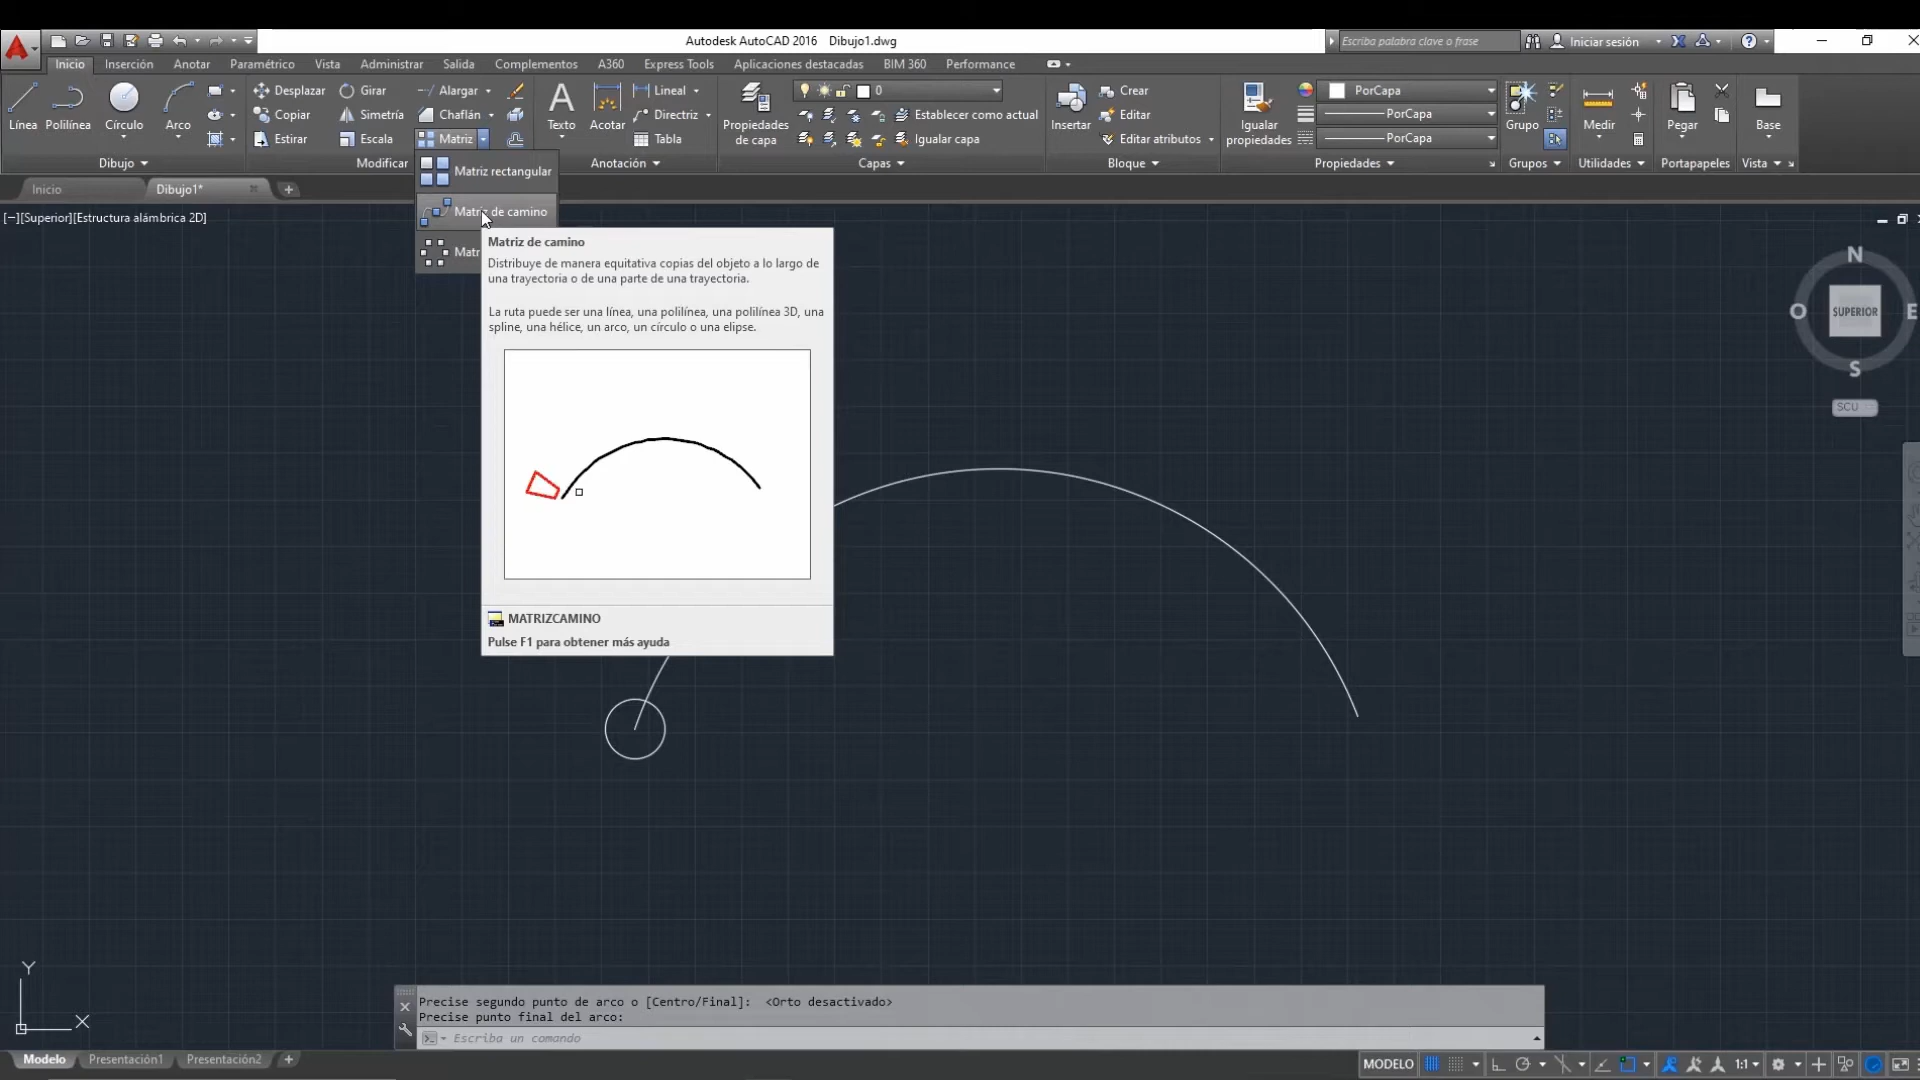 Autodesk AutoCAD 2016 Dibujo1.dwg
Escriba palabra clave o frase
Iniciar sesión
Inicio Inserción Anotar Paramétrico Vista Administrar Salida Complementos A360 Express Tools Aplicaciones destacadas BIM 360 Performance
Línea Polilínea Círculo Arco
Desplazar Girar Alargar
Copiar Simetría Chaflán
Estirar Escala Matriz
Texto Acotar
Lineal
Directriz
Tabla
Propiedades
de capa
0
Establecer como actual
Igualar capa
Insertar
Crear
Editar
Editar atributos
Igualar
propiedades
PorCapa
PorCapa
PorCapa
Grupo
Medir
Pegar
Base
Dibujo Modificar Anotación Capas Bloque Propiedades Grupos Utilidades Portapapeles Vista
Inicio Dibujo1*
Matriz rectangular
Matriz de camino
Matr
[−][Superior][Estructura alámbrica 2D]
Matriz de camino
Distribuye de manera equitativa copias del objeto a lo largo de
una trayectoria o de una parte de una trayectoria.
La ruta puede ser una línea, una polilínea, una polilínea 3D, una
spline, una hélice, un arco, un círculo o una elipse.
MATRIZCAMINO
Pulse F1 para obtener más ayuda
N
O SUPERIOR E
S
SCU
Y
X
Precise segundo punto de arco o [Centro/Final]: <Orto desactivado>
Precise punto final del arco:
Escriba un comando
Modelo Presentación1 Presentación2
MODELO 1:1